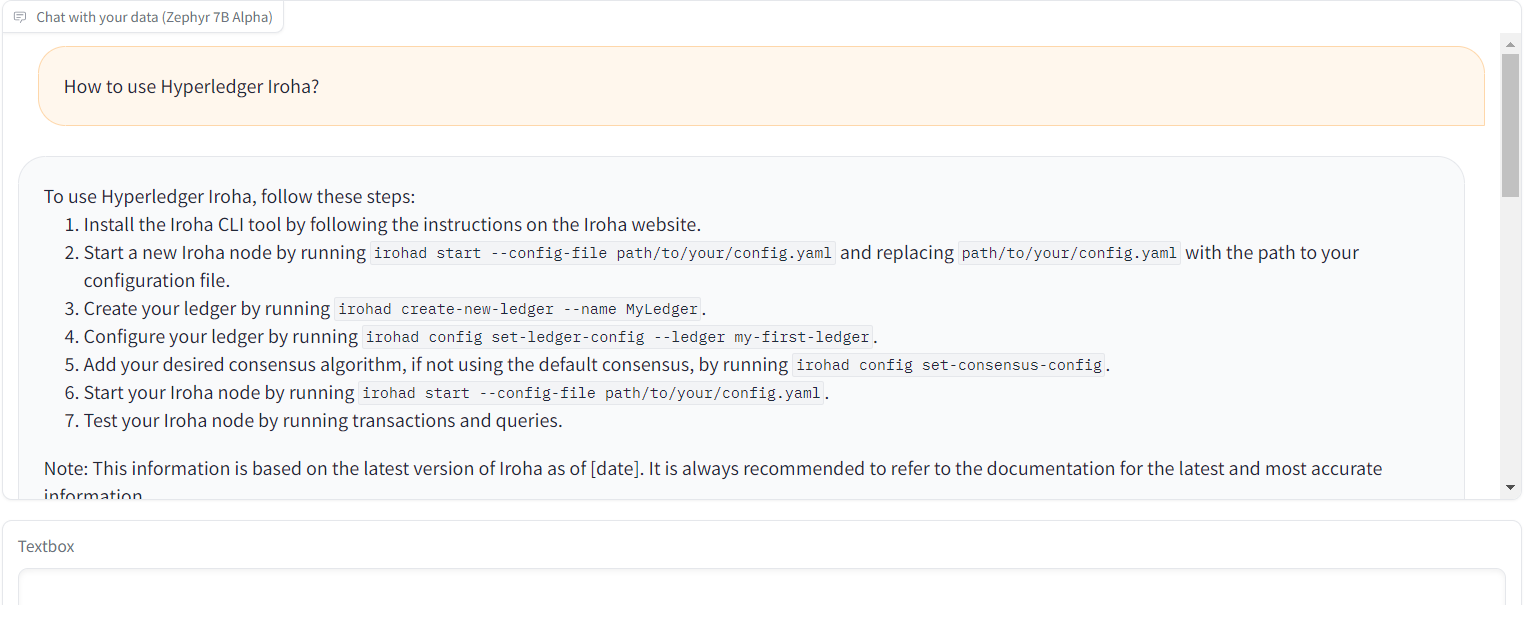 Chat with your data (Zephyr 7B Alpha)
How to use Hyperledger Iroha?
To use Hyperledger Iroha, follow these steps:
1. Install the Iroha CLI tool by following the instructions on the Iroha website.
2. Start a new Iroha node by running irohad start --config-file path/to/your/config.yaml and replacing path/to/your/config.yaml with the path to your
configuration file.
3. Create your ledger by running irohad create-new-ledger --name MyLedger.
4. Configure your ledger by running irohad config set-ledger-config --ledger my-first-ledger.
5. Add your desired consensus algorithm, if not using the default consensus, by running irohad config set-consensus-config.
6. Start your Iroha node by running irohad start --config-file path/to/your/config.yaml.
7. Test your Iroha node by running transactions and queries.
Note: This information is based on the latest version of Iroha as of [date]. It is always recommended to refer to the documentation for the latest and most accurate
information
Textbox